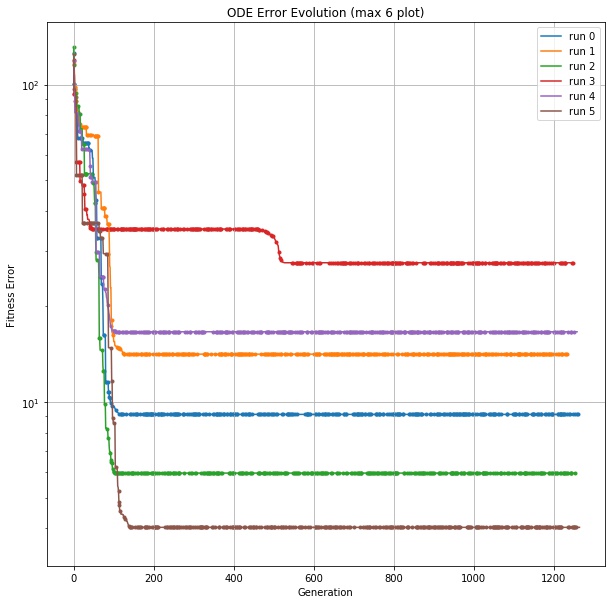 ODE Error Evolution (max 6 plot)
run 0
run 1
run 2
run 3
run 4
run 5
10²
10¹
Fitness Error
0 200 400 600 800 1000 1200
Generation